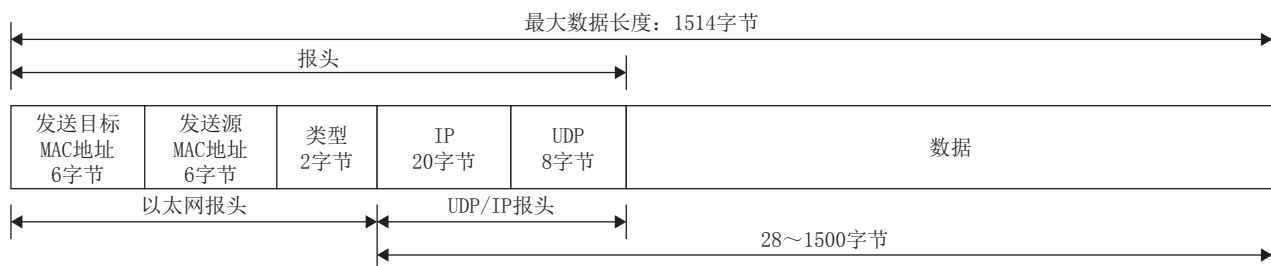 最大数据长度：1514字节
报头
发送目标
MAC地址
6字节
发送源
MAC地址
6字节
类型
2字节
IP
20字节
UDP
8字节
数据
以太网报头
UDP/IP报头
28～1500字节